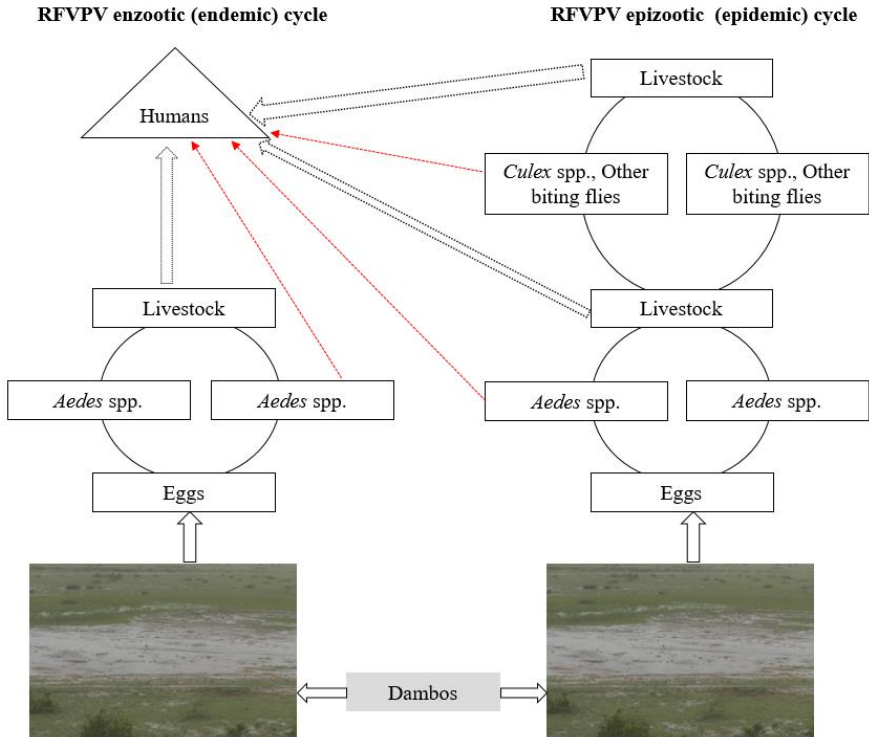 RFVPV enzootic (endemic) cycle
RFVPV epizootic  (epidemic) cycle
Humans
Livestock
Culex spp., Other
biting flies
Culex spp., Other
biting flies
Livestock
Livestock
Aedes spp.
Aedes spp.
Aedes spp.
Aedes spp.
Eggs
Eggs
Dambos